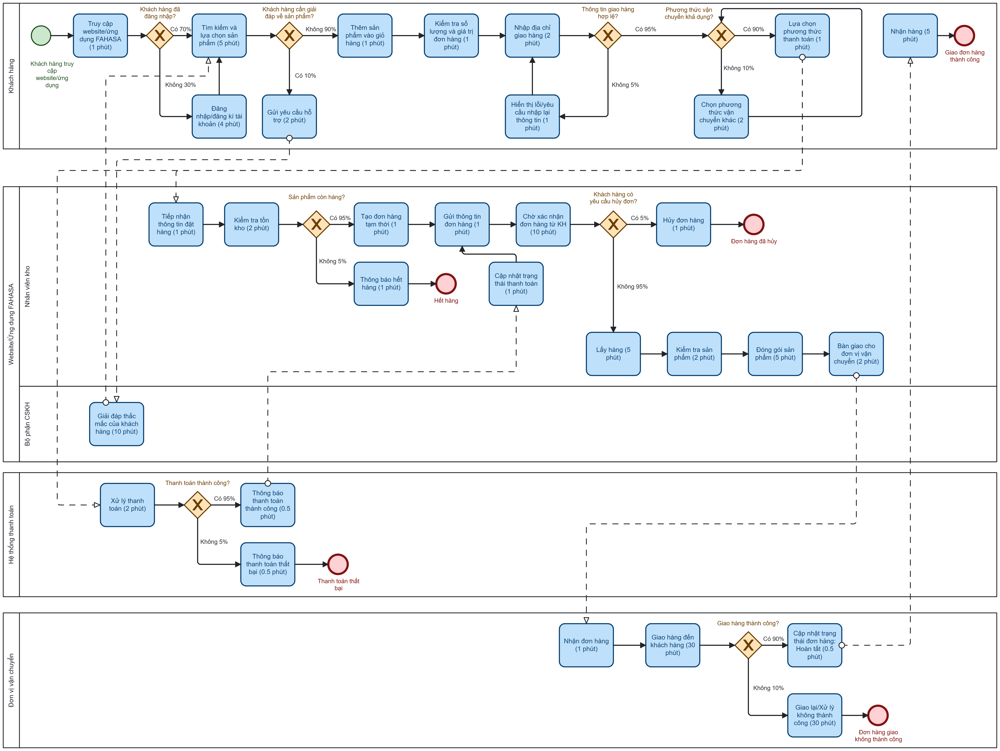 Khách hàng
Khách hàng truy
cập
website/ứng
dụng
Truy cập
website/ứng
dụng FAHASA
(1 phút)
Khách hàng đã
đăng nhập?
Có 70%
Không 30%
Đăng
nhập/đăng kí tài
khoản (4 phút)
Tìm kiếm và
lựa chọn sản
phẩm (5 phút)
Khách hàng cần giải
đáp về sản phẩm?
Không 90%
Có 10%
Gửi yêu cầu hỗ
trợ (2 phút)
Thêm sản
phẩm vào giỏ
hàng (1 phút)
Kiểm tra số
lượng và giá trị
đơn hàng (1
phút)
Nhập địa chỉ
giao hàng (2
phút)
Thông tin giao hàng
hợp lệ?
Có 95%
Không 5%
Hiển thị lỗi/yêu
cầu nhập lại
thông tin (1
phút)
Phương thức vận
chuyển khả dụng?
Có 90%
Không 10%
Chọn phương
thức vận
chuyển khác (2
phút)
Lựa chọn
phương thức
thanh toán (1
phút)
Nhận hàng (5
phút)
Giao đơn hàng
thành công
Website/Ứng dụng FAHASA
Nhân viên kho
Tiếp nhận
thông tin đặt
hàng (1 phút)
Kiểm tra tồn
kho (2 phút)
Sản phẩm còn hàng?
Có 95%
Không 5%
Tạo đơn hàng
tạm thời (1
phút)
Thông báo hết
hàng (1 phút)
Hết hàng
Gửi thông tin
đơn hàng (1
phút)
Cập nhật trạng
thái thanh toán
(1 phút)
Chờ xác nhận
đơn hàng từ KH
(10 phút)
Khách hàng có
yêu cầu hủy đơn?
Có 5%
Không 95%
Hủy đơn hàng
(1 phút)
Đơn hàng đã hủy
Lấy hàng (5
phút)
Kiểm tra sản
phẩm (2 phút)
Đóng gói sản
phẩm (5 phút)
Bàn giao cho
đơn vị vận
chuyển (2 phút)
Bộ phận CSKH
Giải đáp thắc
mắc của khách
hàng (10 phút)
Hệ thống thanh toán
Xử lý thanh
toán (2 phút)
Thanh toán thành công?
Có 95%
Không 5%
Thông báo
thanh toán
thành công (0.5
phút)
Thông báo
thanh toán thất
bại (0.5 phút)
Thanh toán thất
bại
Đơn vị vận chuyển
Nhận đơn hàng
(1 phút)
Giao hàng đến
khách hàng (30
phút)
Giao hàng thành công?
Có 90%
Không 10%
Cập nhật trạng
thái đơn hàng:
Hoàn tất (0.5
phút)
Giao lại/Xử lý
không thành
công (30 phút)
Đơn hàng giao
không thành công